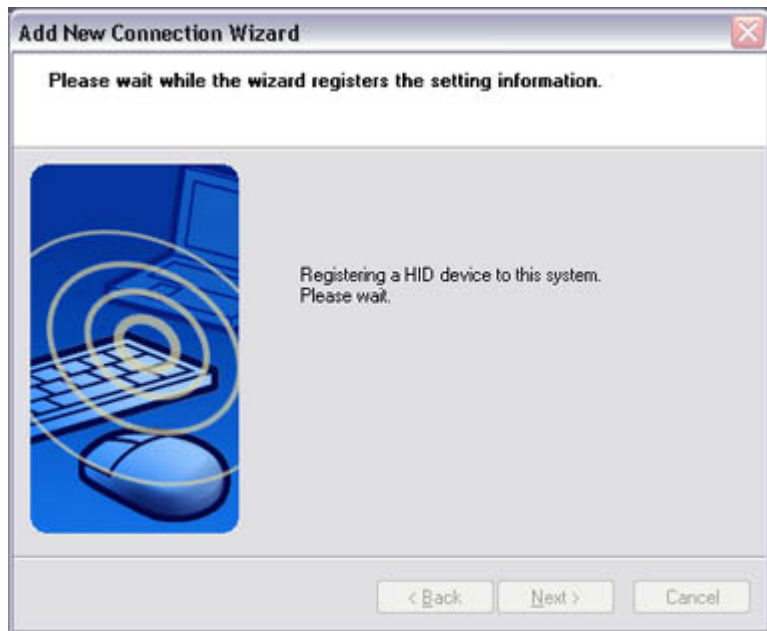 Add New Connection Wizard
Please wait while the wizard registers the setting information.
Registering a HID device to this system.
Please wait.
< Back
Next >
Cancel